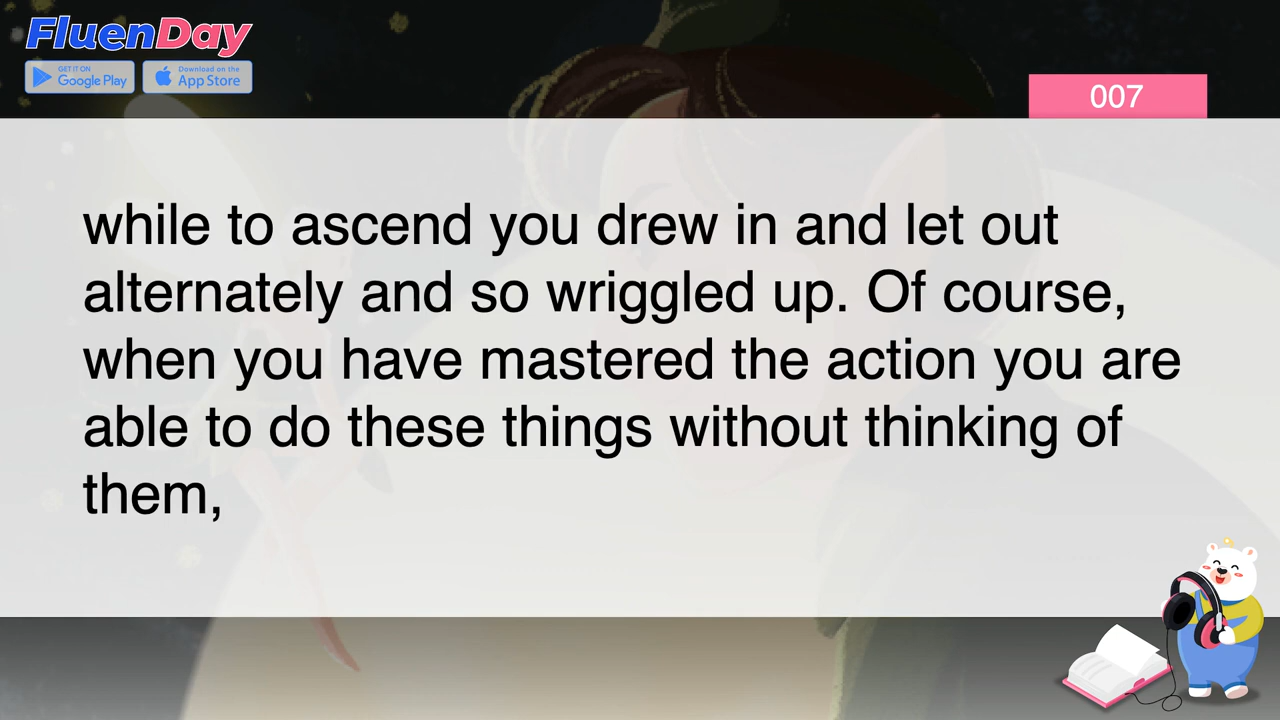 FluenDay
GET IT ON
Google Play
Download on the
App Store
007
while to ascend you drew in and let out
alternately and so wriggled up. Of course,
when you have mastered the action you are
able to do these things without thinking of
them,